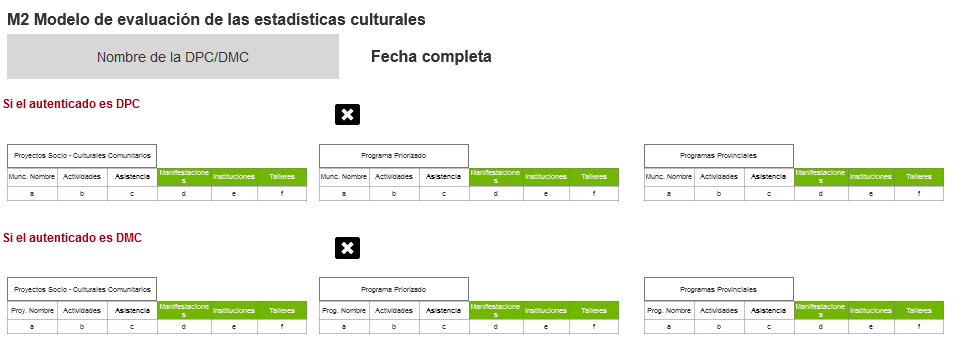 M2 Modelo de evaluación de las estadísticas culturales
Nombre de la DPC/DMC Fecha completa
Si el autenticado es DPC
Proyectos Socio - Culturales Comunitarios Programa Priorizado Programas Provinciales
Munc. Nombre Actividades Asistencia Manifestaciones Instituciones Talleres Munc. Nombre Actividades Asistencia Manifestaciones Instituciones Talleres Munc. Nombre Actividades Asistencia Manifestaciones Instituciones Talleres
a b c d e f a b c d e f a b c d e f
Si el autenticado es DMC
Proyectos Socio - Culturales Comunitarios Programa Priorizado Programas Provinciales
Proy. Nombre Actividades Asistencia Manifestaciones Instituciones Talleres Prog. Nombre Actividades Asistencia Manifestaciones Instituciones Talleres Prog. Nombre Actividades Asistencia Manifestaciones Instituciones Talleres
a b c d e f a b c d e f a b c d e f